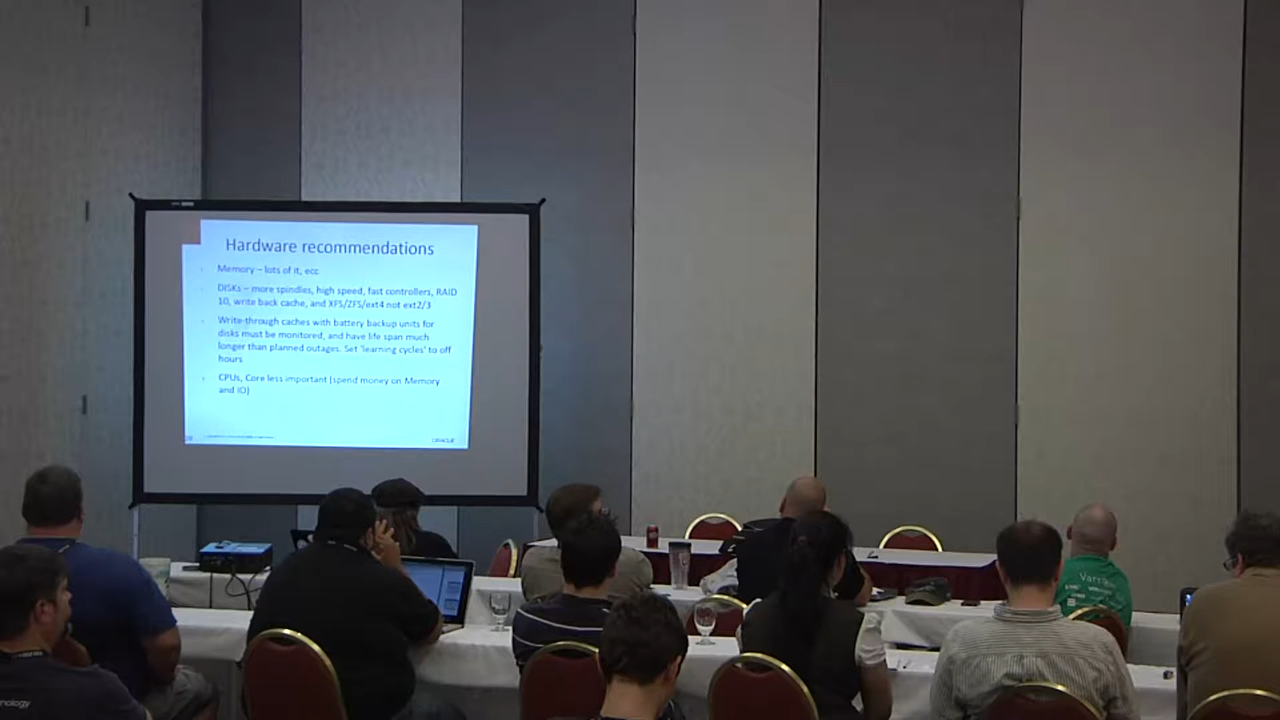 Hardware recommendations
Memory – lots of it, ecc
DISKs – more spindles, high speed, fast controllers, RAID
10, write back cache, and XFS/ZFS/ext4 not ext2/3
Write-through caches with battery backup units for
disks must be monitored, and have life span much
longer than planned outages. Set 'learning cycles' to off
hours
CPUs, Core less important (spend money on Memory
and IO)
ORACLE
nology